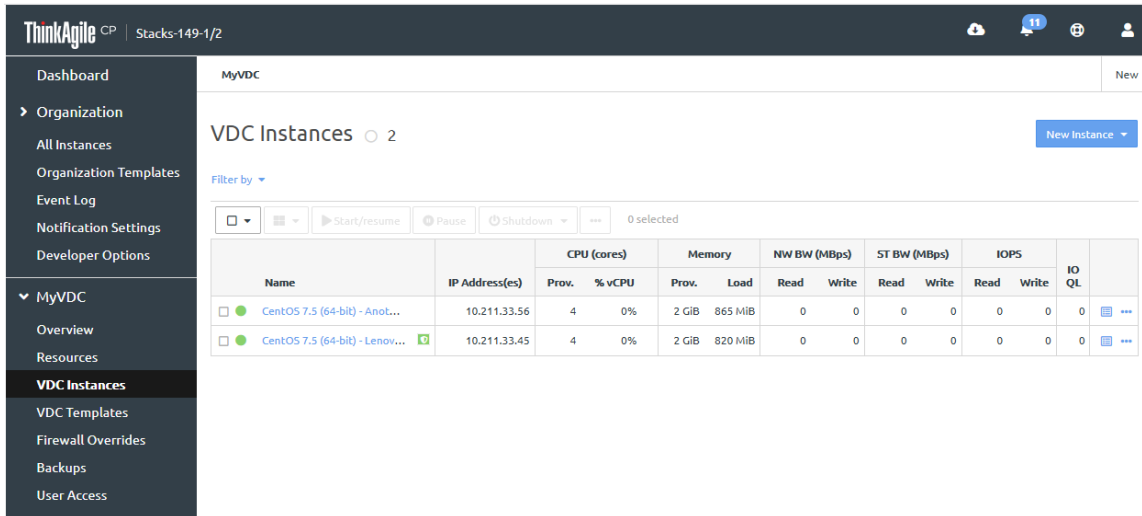 ThinkAgile CP | Stacks-149-1/2
11
Dashboard
Organization
All Instances
Organization Templates
Event Log
Notification Settings
Developer Options
MyVDC
Overview
Resources
VDC Instances
VDC Templates
Firewall Overrides
Backups
User Access
MyVDC New
VDC Instances 2
New Instance
Filter by
Start/resume Pause Shutdown ••• 0 selected
CPU (cores) Memory NW BW (MBps) ST BW (MBps) IOPS
Name IP Address(es) Prov. % vCPU Prov. Load Read Write Read Write Read Write IO QL
CentOS 7.5 (64-bit) - Anot... 10.211.33.56 4 0% 2 GiB 865 MiB 0 0 0 0 0 0 0 •••
CentOS 7.5 (64-bit) - Lenov... 10.211.33.45 4 0% 2 GiB 820 MiB 0 0 0 0 0 0 0 •••